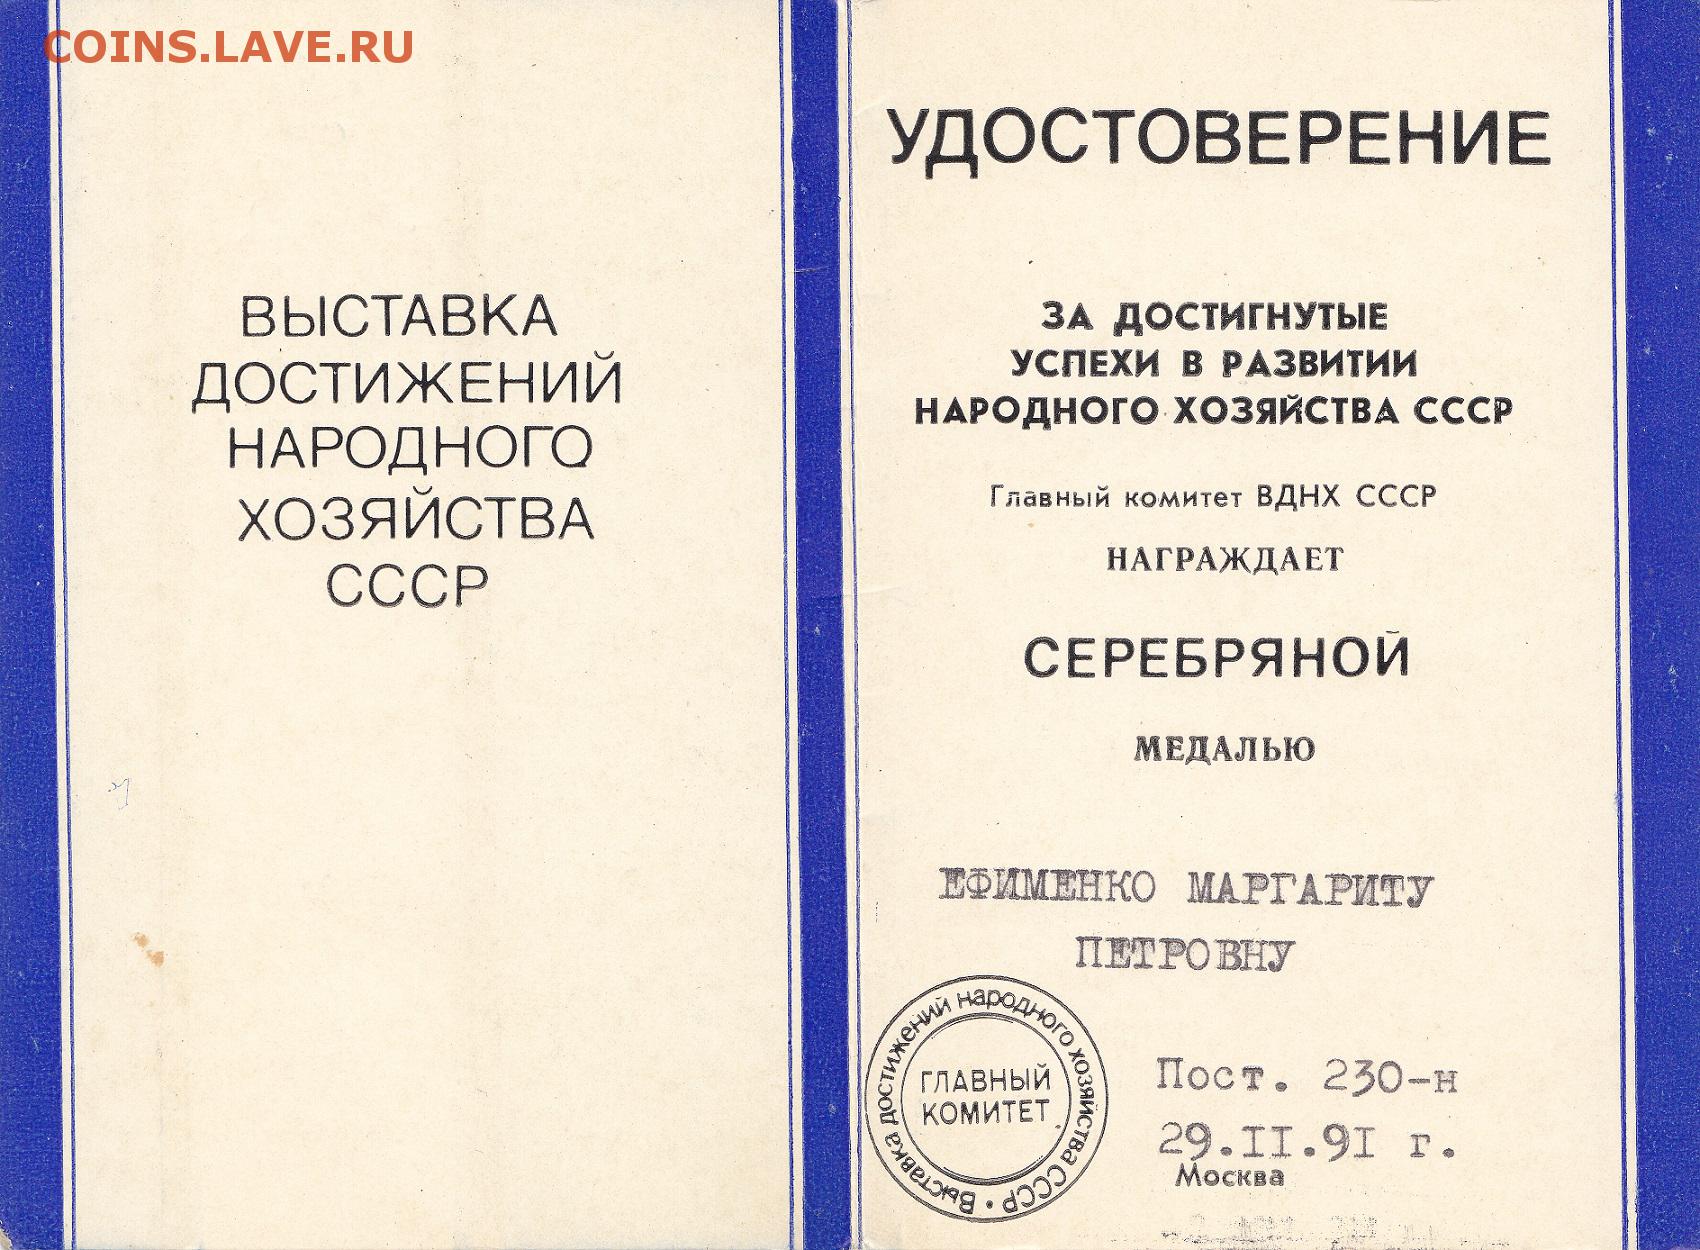 COINS.LAVE.RU
ВЫСТАВКА
ДОСТИЖЕНИЙ
НАРОДНОГО
ХОЗЯЙСТВА
СССР
УДОСТОВЕРЕНИЕ
ЗА ДОСТИГНУТЫЕ
УСПЕХИ В РАЗВИТИИ
НАРОДНОГО ХОЗЯЙСТВА СССР
Главный комитет ВДНХ СССР
НАГРАЖДАЕТ
СЕРЕБРЯНОЙ
МЕДАЛЬЮ
ЕФИМЕНКО МАРГАРИТУ
ПЕТРОВНУ
Выставка достижений народного хозяйства СССР •
ГЛАВНЫЙ
КОМИТЕТ
Пост. 230-н
29.II.9I г.
Москва